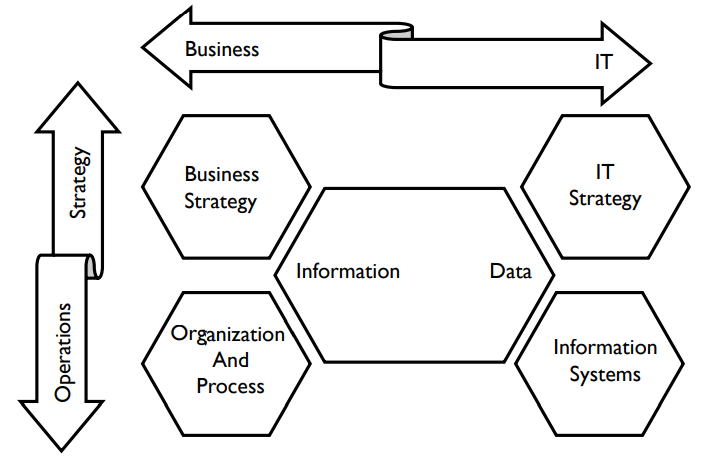 Business
IT
Strategy
Business
Strategy
IT
Strategy
Information
Data
Operations
Organization
And
Process
Information
Systems